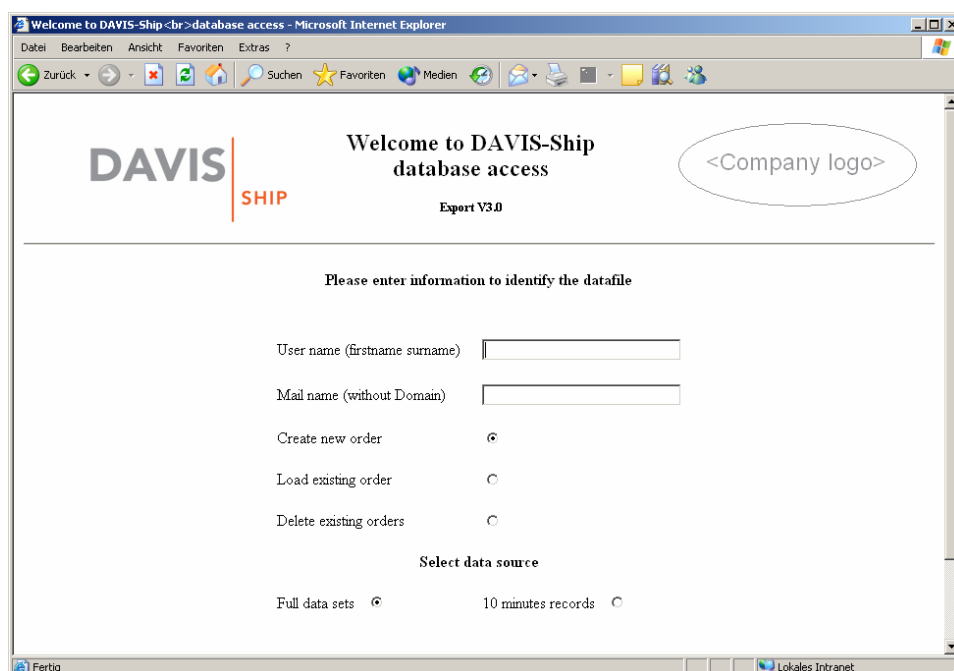 Welcome to DAVIS-Ship<br>database access - Microsoft Internet Explorer
Datei Bearbeiten Ansicht Favoriten Extras ?
Zurück Suchen Favoriten Medien
DAVIS
SHIP
Welcome to DAVIS-Ship
database access
Export V3.0
<Company logo>
Please enter information to identify the datafile
User name (firstname surname)
Mail name (without Domain)
Create new order
Load existing order
Delete existing orders
Select data source
Full data sets 10 minutes records
Fertig Lokales Intranet